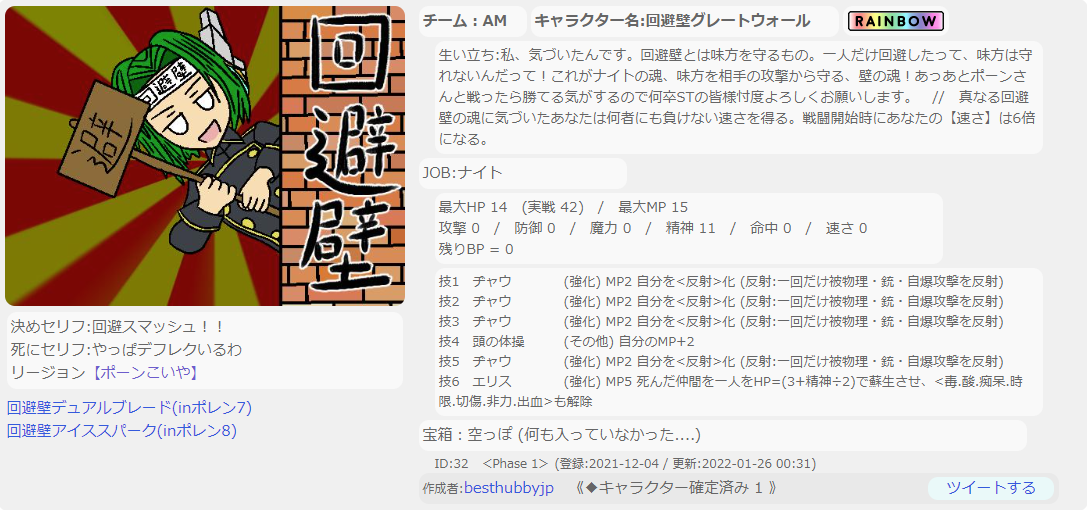 回避壁
避
回避壁
チーム：AM
キャラクター名:回避壁グレートウォール
RAINBOW
生い立ち:私、気づいたんです。回避壁とは味方を守るもの。一人だけ回避したって、味方は守
れないんだって！これがナイトの魂、味方を相手の攻撃から守る、壁の魂！あっあとポーンさ
んと戦ったら勝てる気がするので何卒STの皆様忖度よろしくお願いします。　//　真なる回避
壁の魂に気づいたあなたは何者にも負けない速さを得る。戦闘開始時にあなたの【速さ】は6倍
になる。
JOB:ナイト
最大HP 14　(実戦 42)　/　最大MP 15
攻撃 0　/　防御 0　/　魔力 0　/　精神 11　/　命中 0　/　速さ 0
残りBP = 0
技1　ヂャウ　(強化) MP2 自分を<反射>化 (反射:一回だけ被物理・銃・自爆攻撃を反射)
技2　ヂャウ　(強化) MP2 自分を<反射>化 (反射:一回だけ被物理・銃・自爆攻撃を反射)
技3　ヂャウ　(強化) MP2 自分を<反射>化 (反射:一回だけ被物理・銃・自爆攻撃を反射)
技4　頭の体操　(その他) 自分のMP+2
技5　ヂャウ　(強化) MP2 自分を<反射>化 (反射:一回だけ被物理・銃・自爆攻撃を反射)
技6　エリス　(強化) MP5 死んだ仲間を一人をHP=(3+精神÷2)で蘇生させ、<毒.酸.痴呆.時
限.切傷.非力.出血>も解除
宝箱：空っぽ (何も入っていなかった....)
ID:32　<Phase 1> (登録:2021-12-04 / 更新:2022-01-26 00:31)
作成者:besthubbyjp　《◆キャラクター確定済み 1 》
ツイートする
決めセリフ:回避スマッシュ！！
死にセリフ:やっぱデフレクいるわ
リージョン【ポーンこいや】
回避壁デュアルブレード(inポレン7)
回避壁アイススパーク(inポレン8)